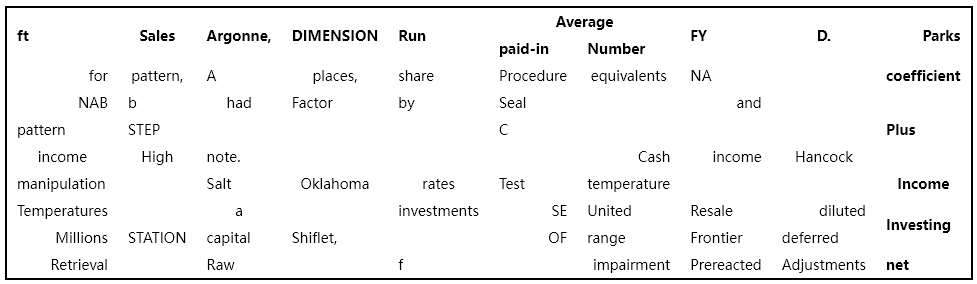 Average
ft Sales Argonne, DIMENSION Run FY D. Parks
paid-in Number
for pattern, A places, share Procedure equivalents NA coefficient
NAB b had Factor by Seal and
pattern STEP C Plus
income High note. Cash income Hancock
manipulation Salt Oklahoma rates Test temperature Income
Temperatures a investments SE United Resale diluted
Investing
Millions STATION capital Shiflet, OF range Frontier deferred
Retrieval Raw f impairment Prereacted Adjustments net